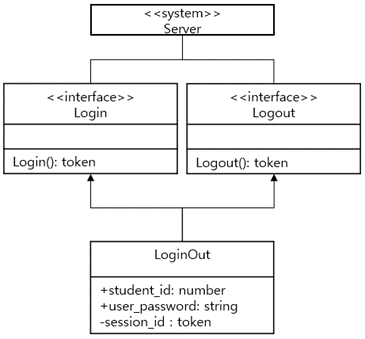 <<system>>
Server
<<interface>>
Login
Login(): token
<<interface>>
Logout
Logout(): token
LoginOut
+student_id: number
+user_password: string
-session_id : token